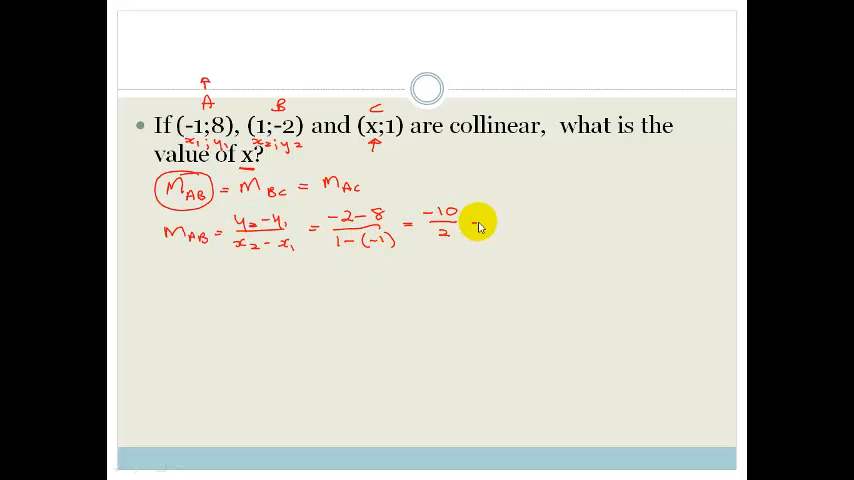 ↑
A B C
If (-1;8), (1;-2) and (x;1) are collinear, what is the
x₁;y₁ x₂;y₂ ↑
value of x?
m_AB = m_BC = m_AC
m_AB = y₂-y₁/x₂-x₁ = -2-8/1-(-1) = -10/2 -